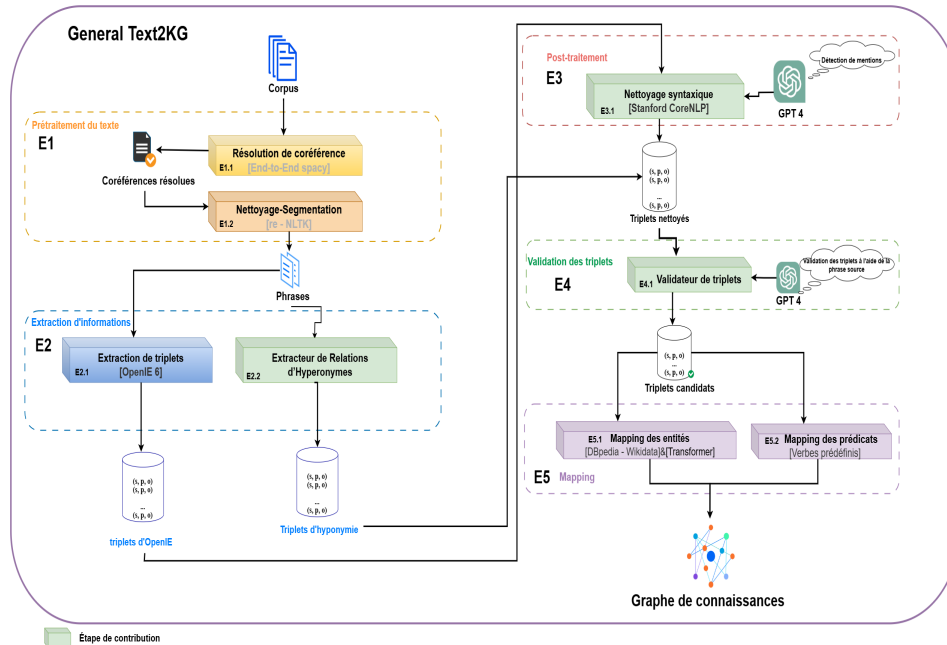 General Text2KG
Corpus
Prétraitement du texte
E1
Résolution de coréférence
[End-to-End spacy]
E1.1
Coréférences résolues
Nettoyage-Segmentation
[re - NLTK]
E1.2
Phrases
Extraction d'informations
E2
Extraction de triplets
[OpenIE 6]
E2.1
Extracteur de Relations
d'Hyperonymes
E2.2
(s, p, o)
(s, p, o)
...
(s, p, o)
triplets d'OpenIE
(s, p, o)
(s, p, o)
...
(s, p, o)
Triplets d'hyponymie
Post-traitement
E3
Nettoyage syntaxique
[Stanford CoreNLP]
E3.1
GPT 4
Détection de mentions
(s, p, o)
(s, p, o)
...
(s, p, o)
Triplets nettoyés
Validation des triplets
E4
Validateur de triplets
E4.1
GPT 4
Validation des triplets à l'aide de la
phrase source
(s, p, o)
...
(s, p, o)
Triplets candidats
E5.1 Mapping des entités
[DBpedia - Wikidata]&[Transformer]
E5.2 Mapping des prédicats
[Verbes prédéfinis]
E5 Mapping
Graphe de connaissances
Étape de contribution